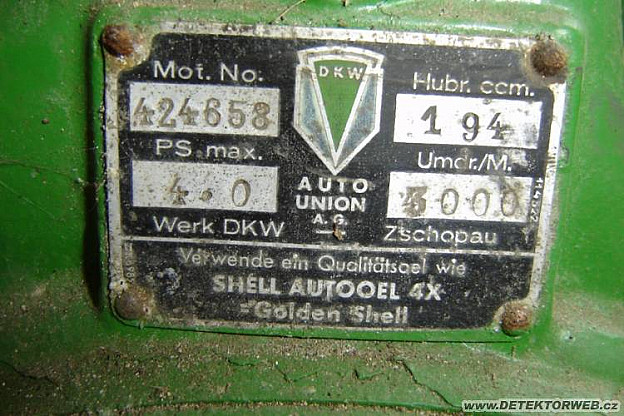 Mot. No.
DKW
Hubr. ccm.
424658
194
PS. max.
Umdr./M.
4.0
AUTO
UNION
A.G.
3000
Werk DKW
Zschopau
Verwende ein Qualitätsoel wie
SHELL AUTOOEL 4X
=Golden Shell
www.DETEKTORWEB.cz